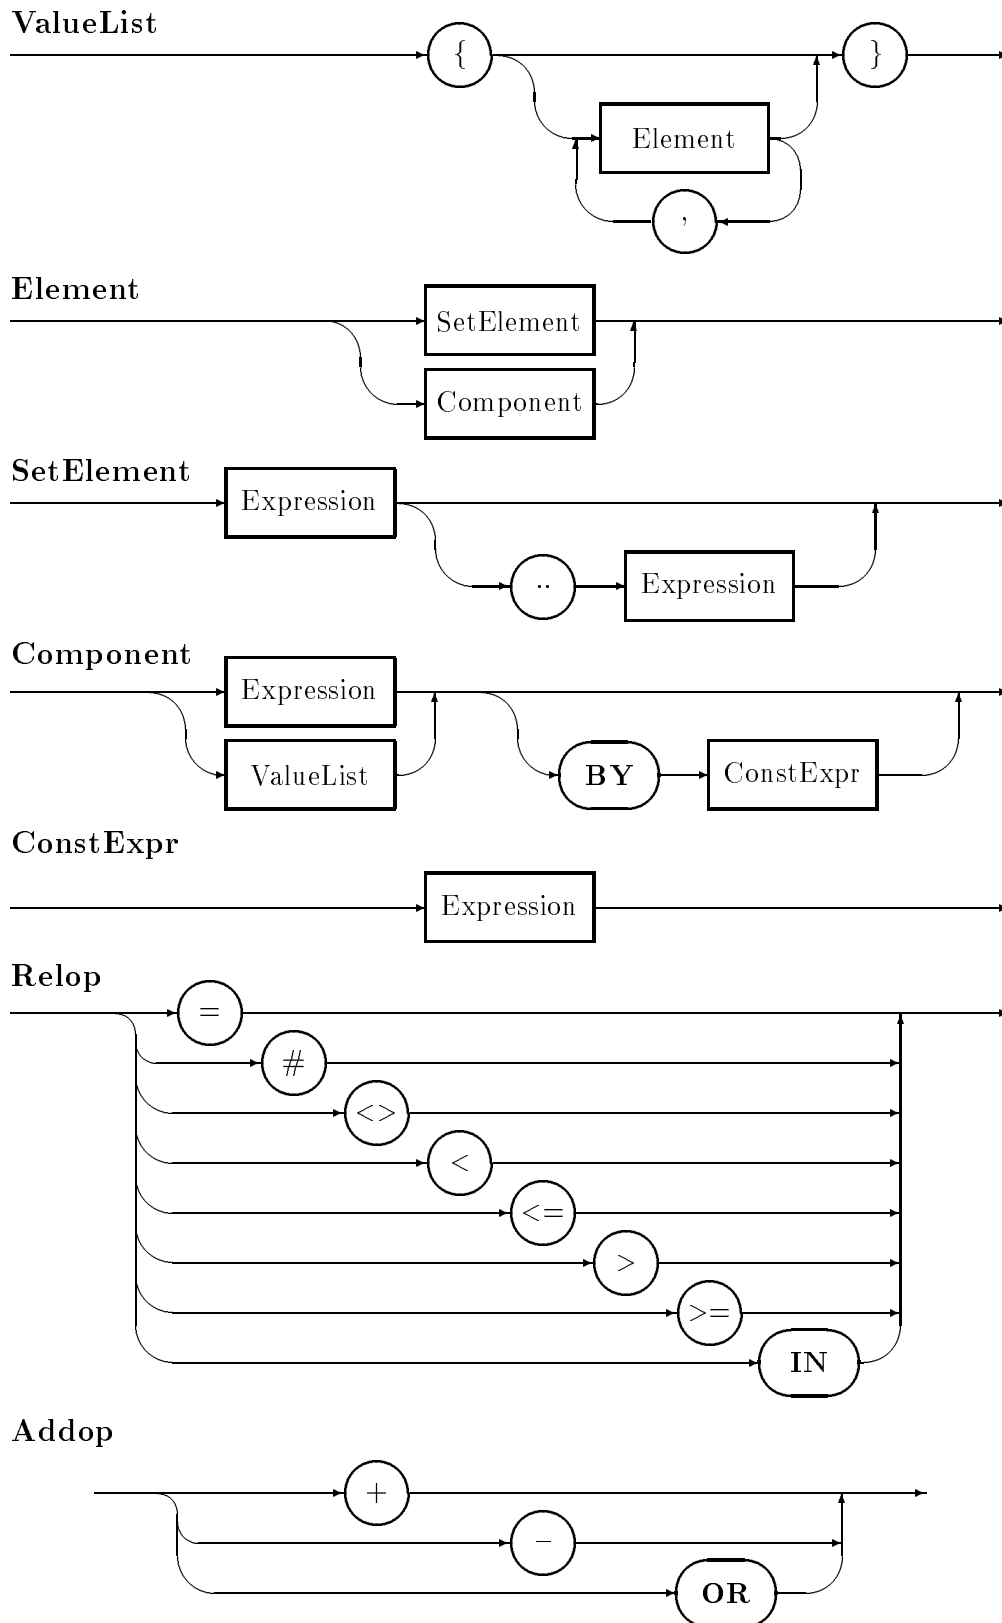 ValueList
{ }
Element
,
Element
SetElement
Component
SetElement
Expression
.. Expression
Component
Expression
ValueList BY ConstExpr
ConstExpr
Expression
Relop
=
#
<>
<
<=
>
>=
IN
Addop
+
−
OR